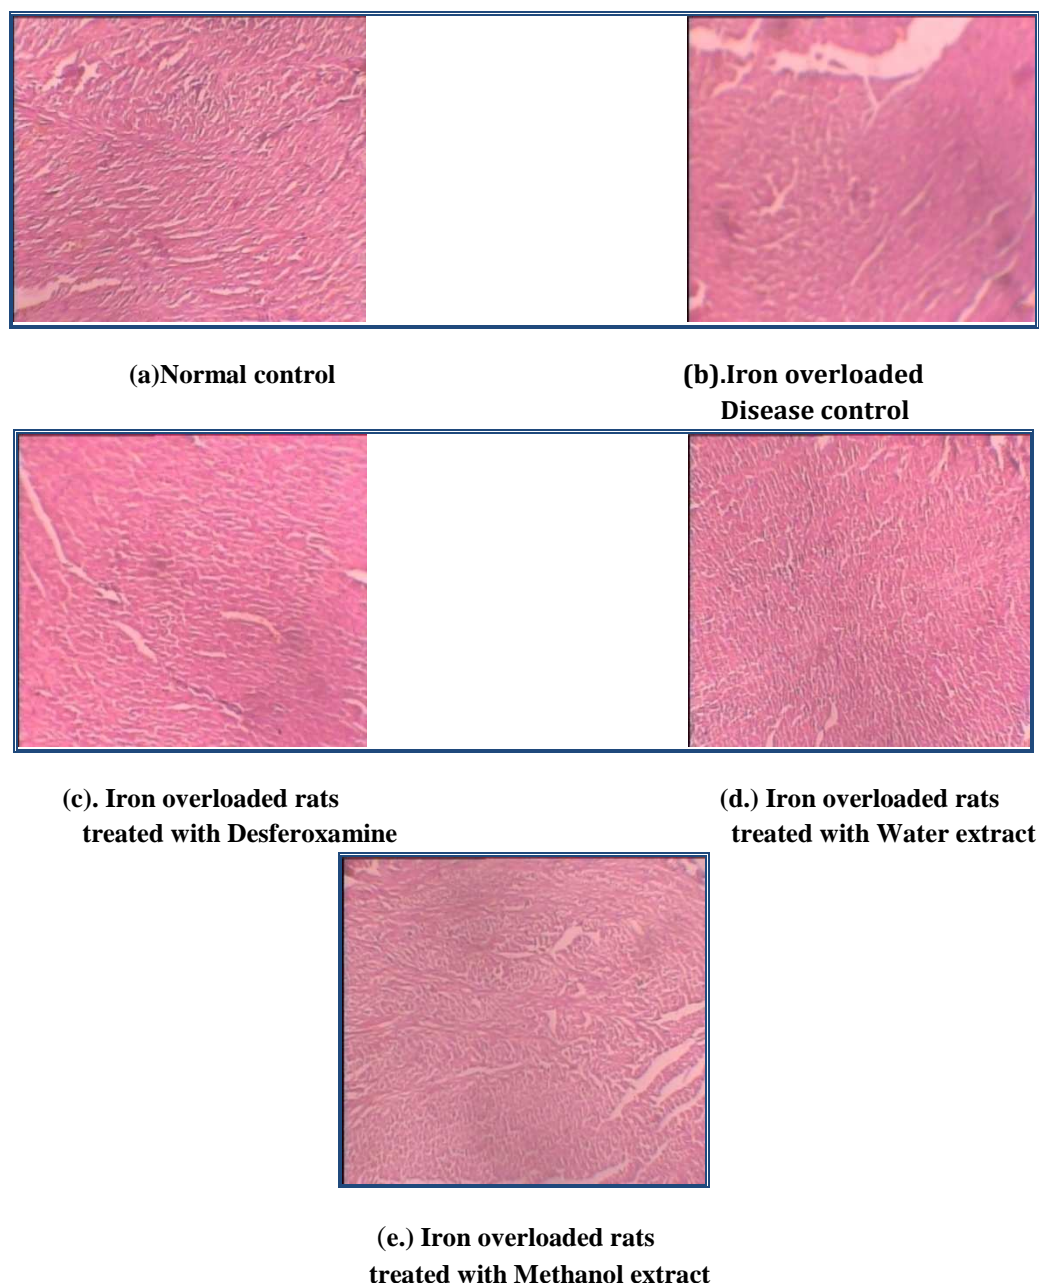 (a)Normal control
(b).Iron overloaded
Disease control
(c). Iron overloaded rats
treated with Desferoxamine
(d.) Iron overloaded rats
treated with Water extract
(e.) Iron overloaded rats
treated with Methanol extract